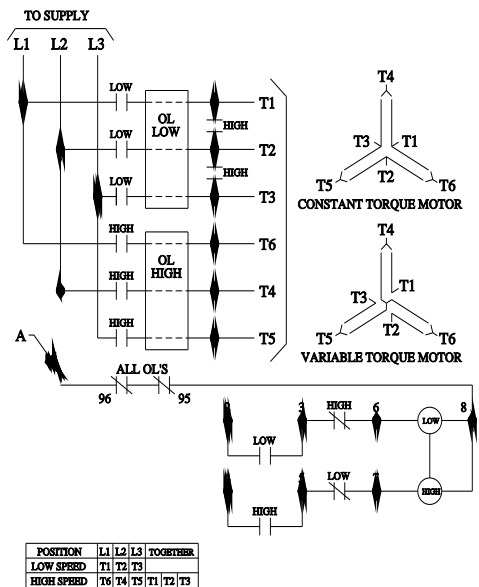 TO SUPPLY
L1 L2 L3
LOW
OL
LOW
T1
HIGH
LOW
T2
HIGH
LOW
T3
HIGH
OL
HIGH
T6
HIGH
T4
HIGH
T5
T4
T3 T1
T2
T5 T6
CONSTANT TORQUE MOTOR
T4
T1
T3
T2
T5 T6
VARIABLE TORQUE MOTOR
A
ALL OL'S
96 95
3 HIGH 6 LOW 8
LOW
LOW HIGH
HIGH
POSITION L1 L2 L3 TOGETHER
LOW SPEED T1 T2 T3
HIGH SPEED T6 T4 T5 T1 T2 T3